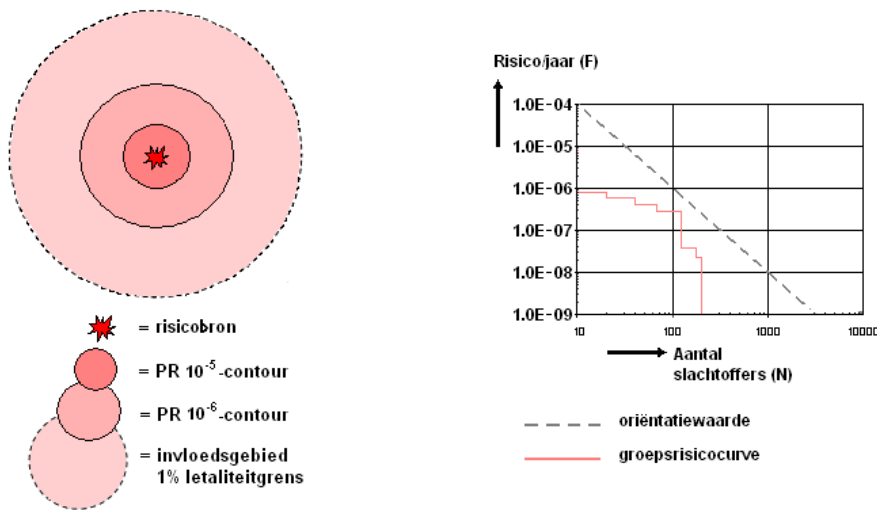 = risicobron
= PR 10⁻⁵-contour
= PR 10⁻⁶-contour
= invloedsgebied
1% letaliteitgrens
Risico/jaar (F)
1.0E-04
1.0E-05
1.0E-06
1.0E-07
1.0E-08
1.0E-09
10 100 1000 10000
Aantal
slachtoffers (N)
oriëntatiewaarde
groepsrisicocurve